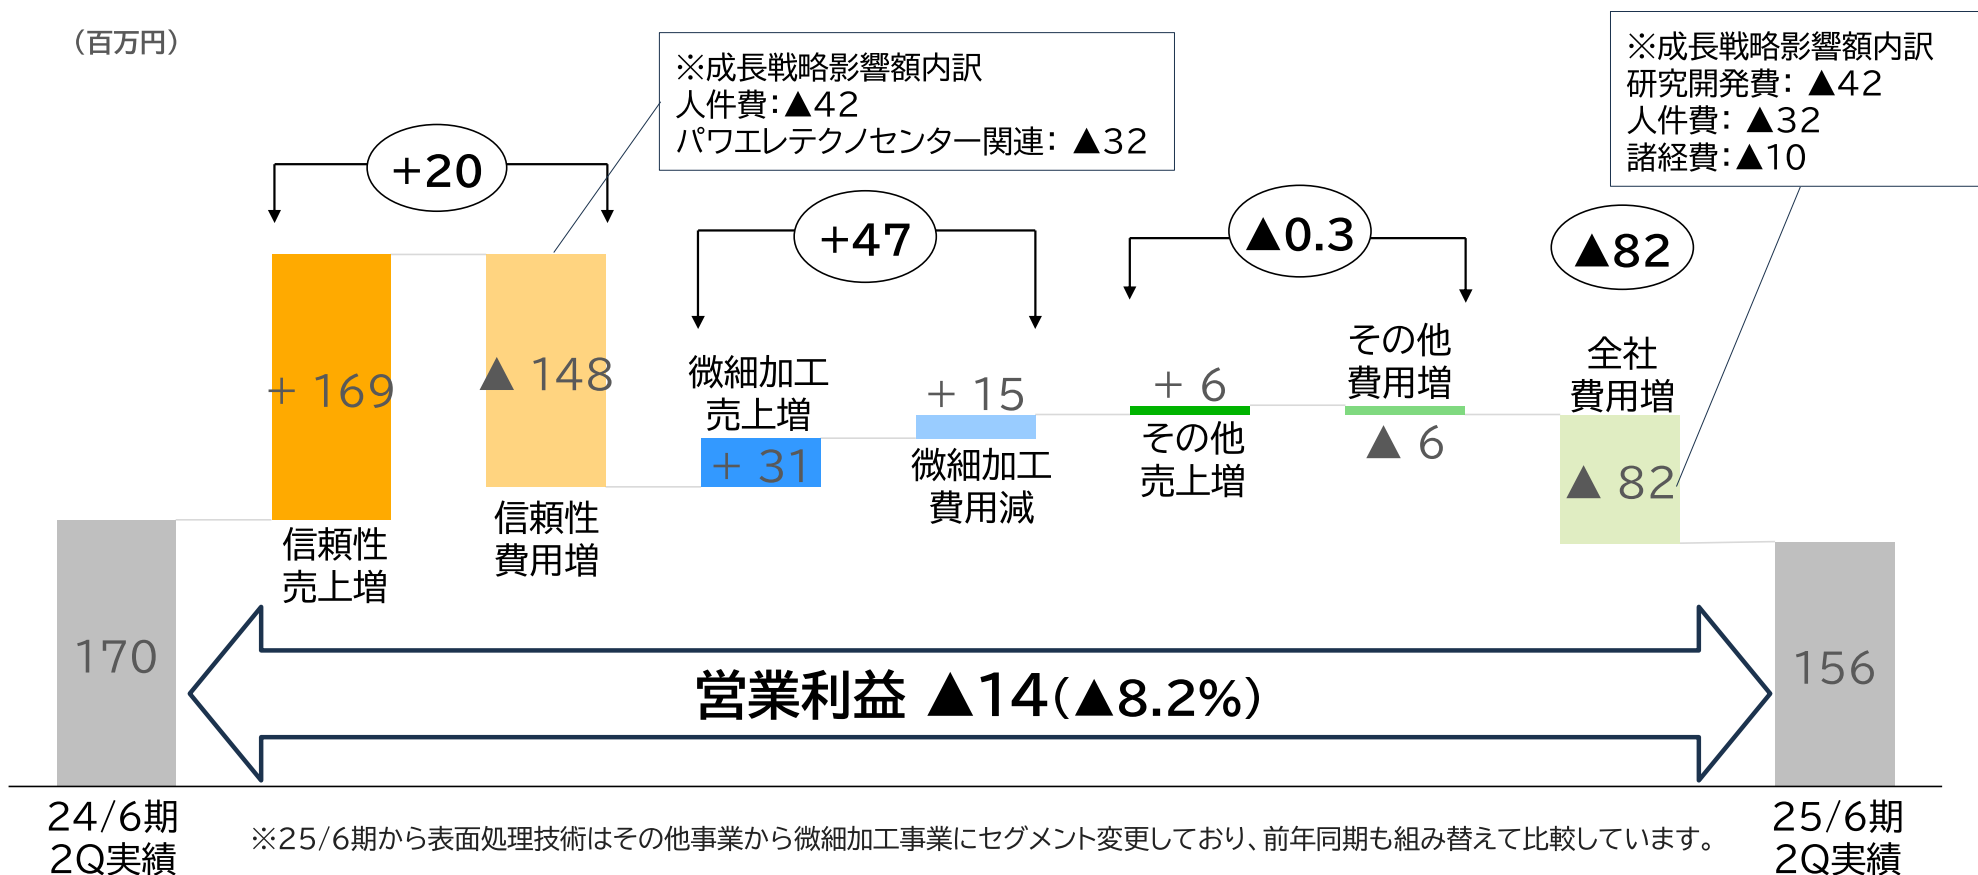 （百万円）
※成長戦略影響額内訳
人件費：▲42
パワエレテクノセンター関連： ▲32
※成長戦略影響額内訳
研究開発費： ▲42
人件費： ▲32
諸経費：▲10
+20
+47
▲0.3
▲82
+ 169
信頼性
売上増
▲ 148
信頼性
費用増
微細加工
売上増
+ 31
+ 15
微細加工
費用減
+ 6
その他
売上増
その他
費用増
▲ 6
全社
費用増
▲ 82
170
156
営業利益 ▲14（▲8.2%）
24/6期
2Q実績
25/6期
2Q実績
※25/6期から表面処理技術はその他事業から微細加工事業にセグメント変更しており、前年同期も組み替えて比較しています。